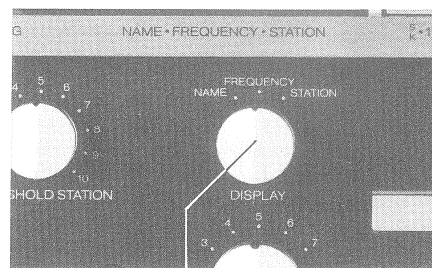 G NAME • FREQUENCY • STATION
FREQUENCY
NAME STATION
4 5 6 7 8 9 10
SHOLD STATION
DISPLAY
3 4 5 6 7